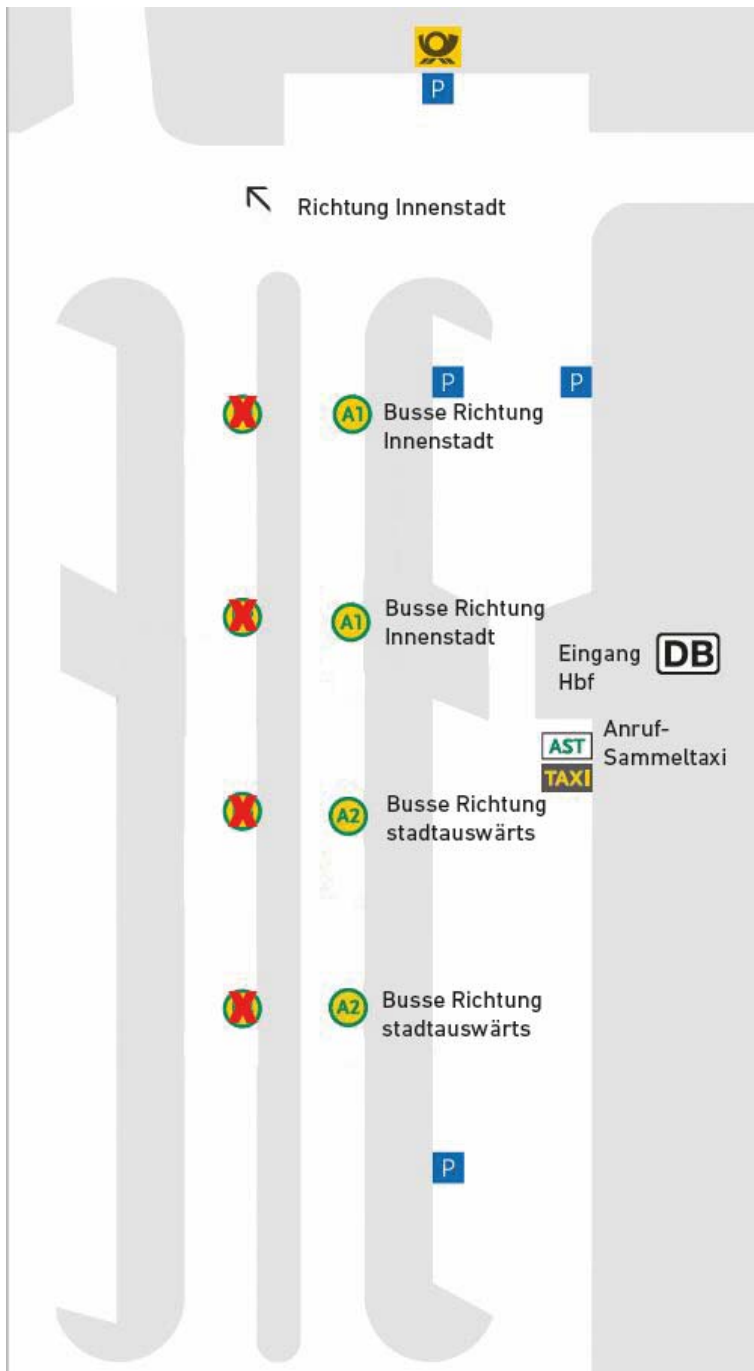 P
Richtung Innenstadt
P
P
X
A1
Busse Richtung
Innenstadt
X
A1
Busse Richtung
Innenstadt
Eingang
Hbf
DB
AST
TAXI
Anruf-
Sammeltaxi
X
A2
Busse Richtung
stadtauswärts
X
A2
Busse Richtung
stadtauswärts
P